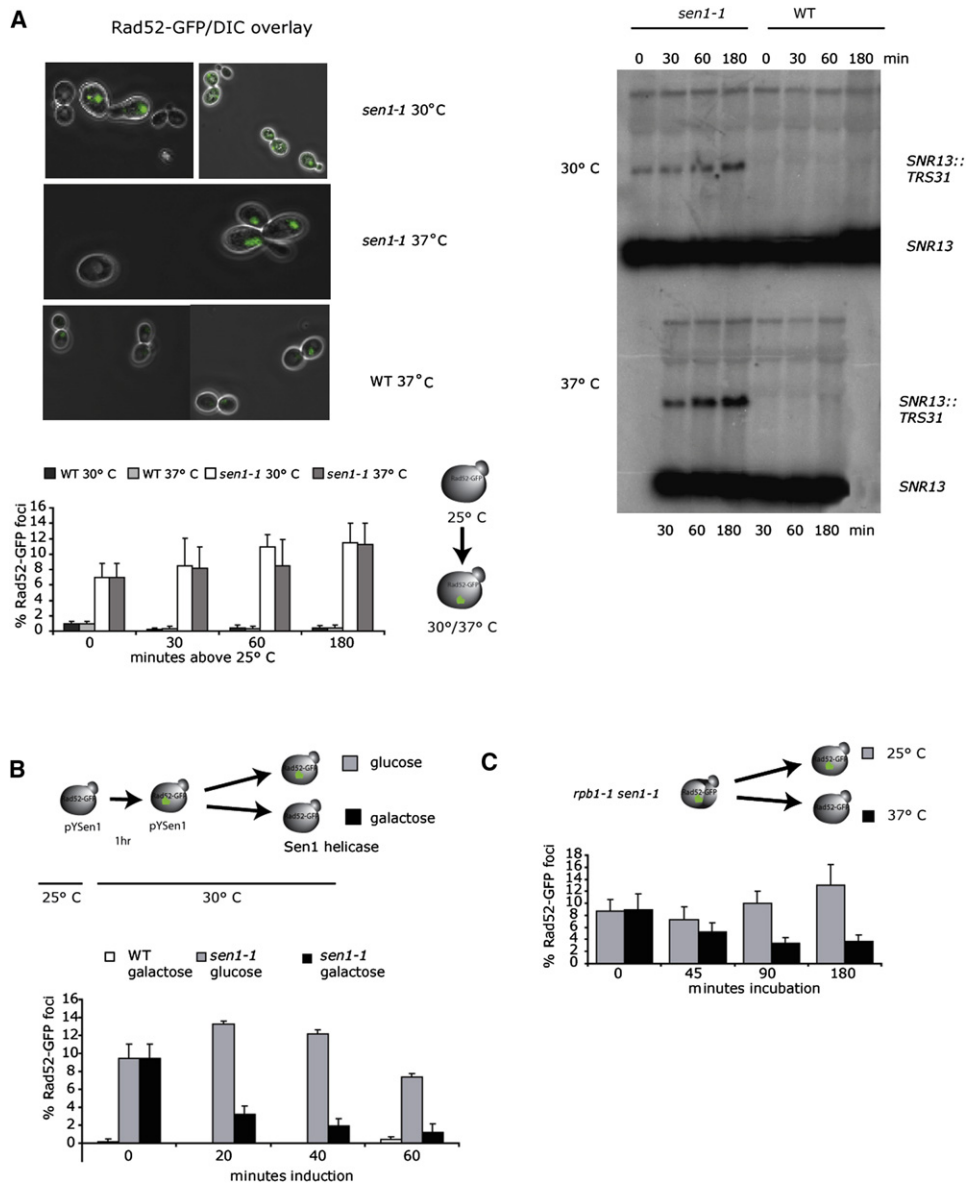 A
Rad52-GFP/DIC overlay
sen1-1 30°C
sen1-1 37°C
WT 37°C
sen1-1 WT
0 30 60 180 0 30 60 180 min
30° C
SNR13::
TRS31
SNR13
37° C
SNR13::
TRS31
SNR13
30 60 180 30 60 180 min
WT 30° C WT 37° C sen1-1 30° C sen1-1 37° C
% Rad52-GFP foci
16
14
12
10
8
6
4
2
0
0 30 60 180
minutes above 25° C
Rad52-GFP
25° C
Rad52-GFP
30°/37° C
B
Rad52-GFP
pYSen1
1hr
Rad52-GFP
pYSen1
Rad52-GFP
glucose
Rad52-GFP
galactose
Sen1 helicase
25° C 30° C
WT
galactose
sen1-1
glucose
sen1-1
galactose
% Rad52-GFP foci
16
14
12
10
8
6
4
2
0
0 20 40 60
minutes induction
C
rpb1-1 sen1-1
Rad52-GFP
Rad52-GFP
25° C
Rad52-GFP
37° C
% Rad52-GFP foci
18
16
14
12
10
8
6
4
2
0
0 45 90 180
minutes incubation